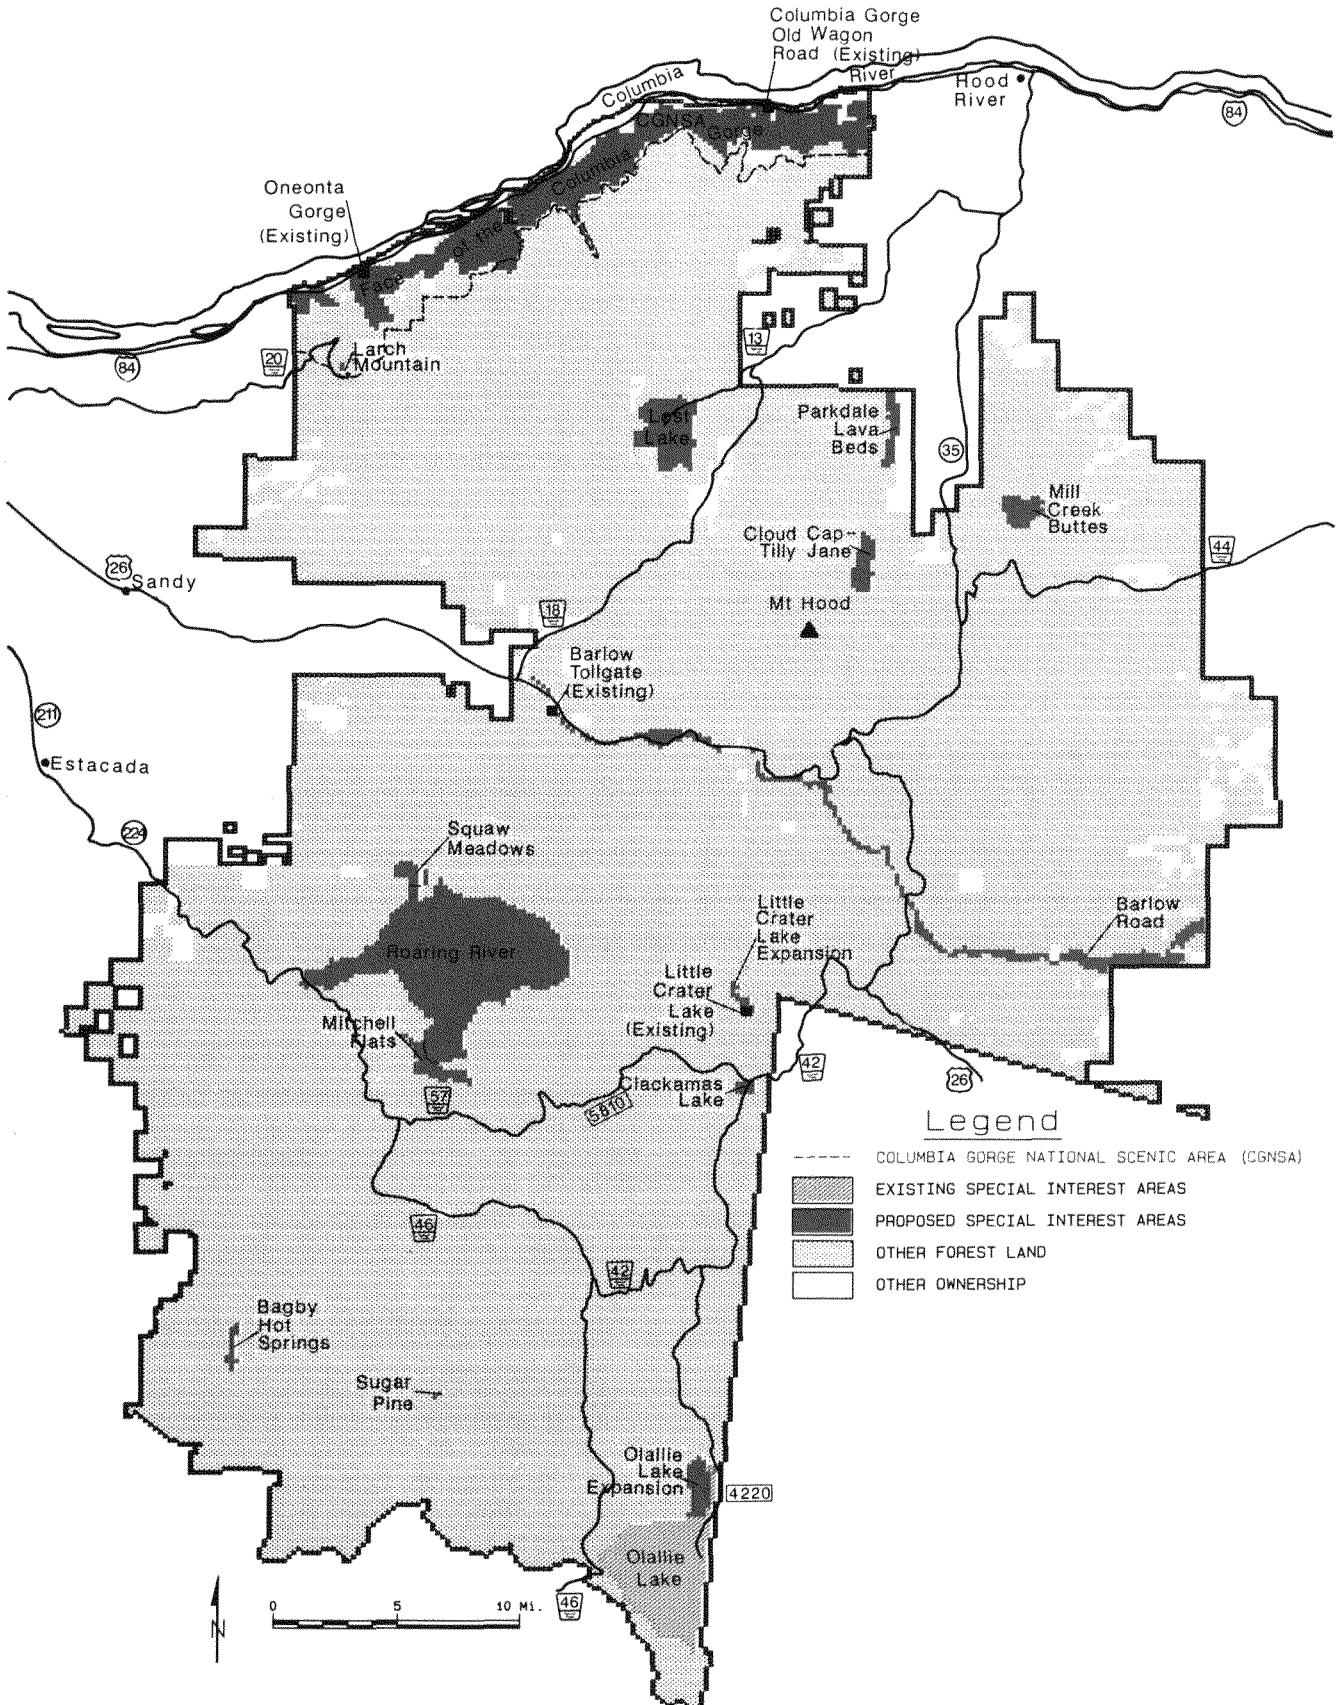 Columbia Gorge
Old Wagon
Road (Existing)
Columbia
River
Hood
River
84
CGNSA
Gorge
Columbia
of the
Face
Oneonta
Gorge
(Existing)
84
20
Larch
Mountain
13
Lost
Lake
Parkdale
Lava
Beds
35
Mill
Creek
Buttes
Cloud Cap-
Tilly Jane
44
26
Sandy
18
Mt Hood
Barlow
Tollgate
(Existing)
211
Estacada
224
Squaw
Meadows
Roaring River
Little
Crater
Lake
Expansion
Barlow
Road
Little
Crater
Lake
(Existing)
Mitchell
Flats
57
5810
Clackamas
Lake
42
26
Legend
COLUMBIA GORGE NATIONAL SCENIC AREA (CGNSA)
EXISTING SPECIAL INTEREST AREAS
PROPOSED SPECIAL INTEREST AREAS
OTHER FOREST LAND
OTHER OWNERSHIP
46
42
Bagby
Hot
Springs
Sugar
Pine
Olallie
Lake
Expansion
4220
Olallie
Lake
46
N
0 5 10 Mi.